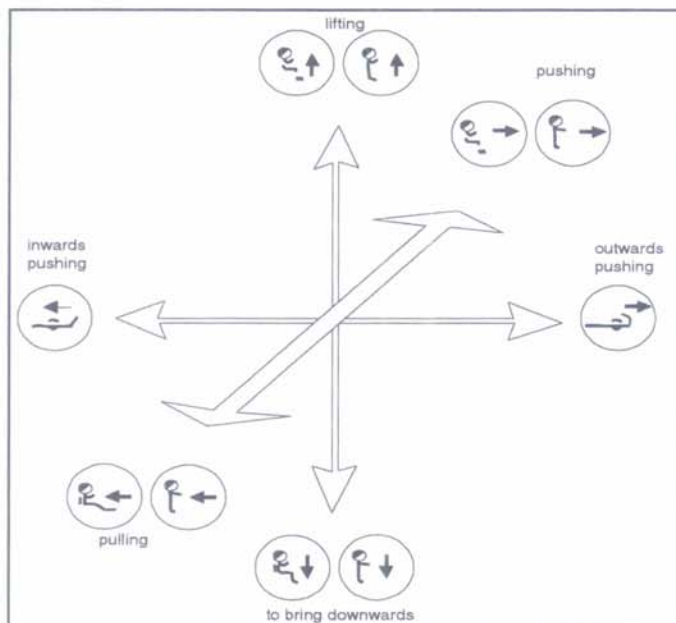 lifting
pushing
inwards
pushing
outwards
pushing
pulling
to bring downwards